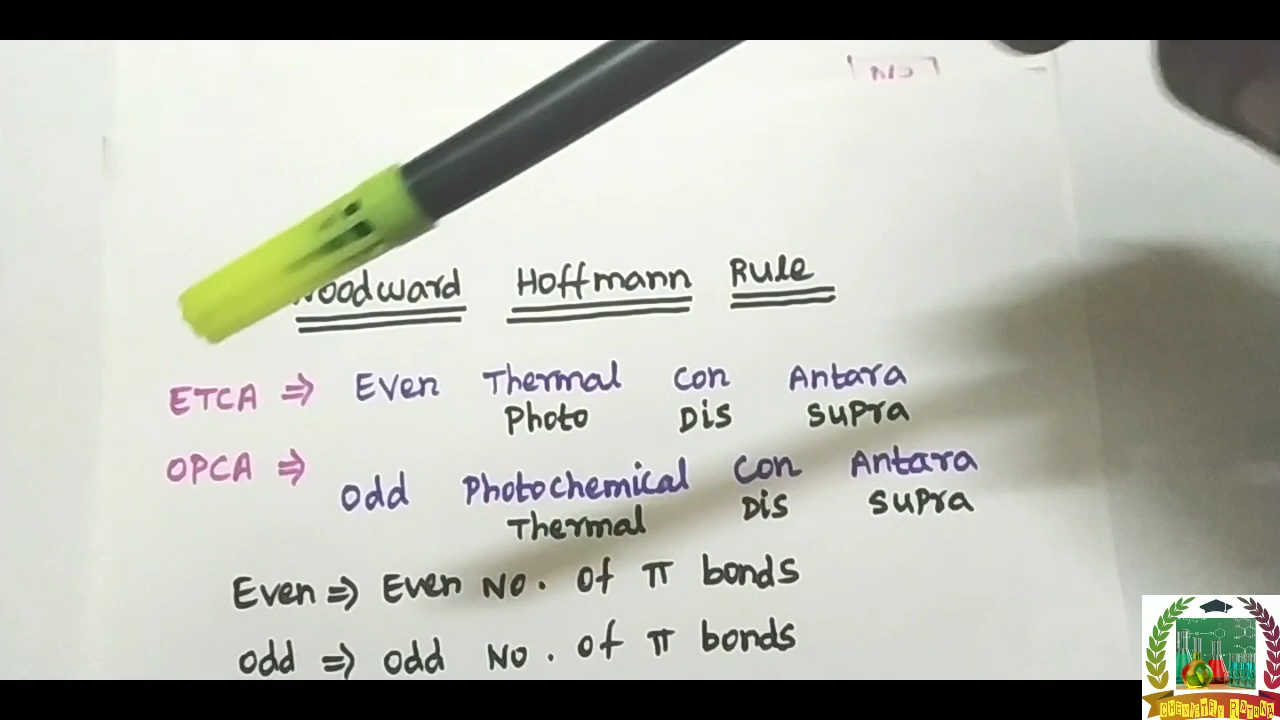 Hoffmann Rule
ETCA ⇒ Even Thermal Con Antara
Photo Dis Supra
OPCA ⇒ Odd Photochemical Con Antara
Thermal Dis Supra
Even ⇒ Even No. of π bonds
Odd ⇒ Odd No. of π bonds
CHEMISTRY